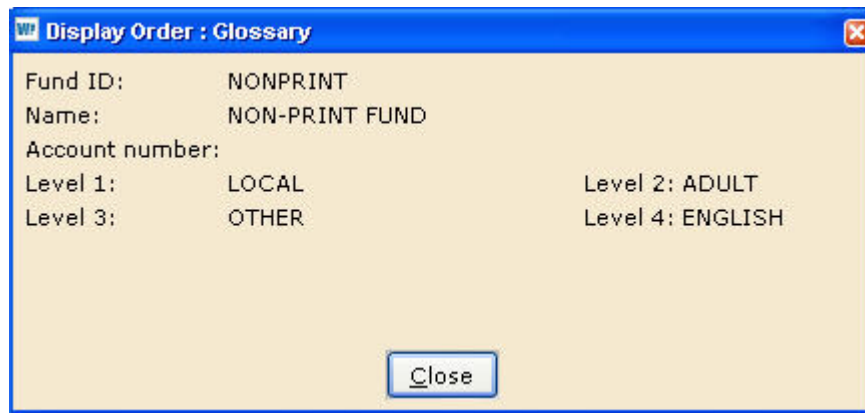 Display Order : Glossary
Fund ID: NONPRINT
Name: NON-PRINT FUND
Account number:
Level 1: LOCAL Level 2: ADULT
Level 3: OTHER Level 4: ENGLISH
Close